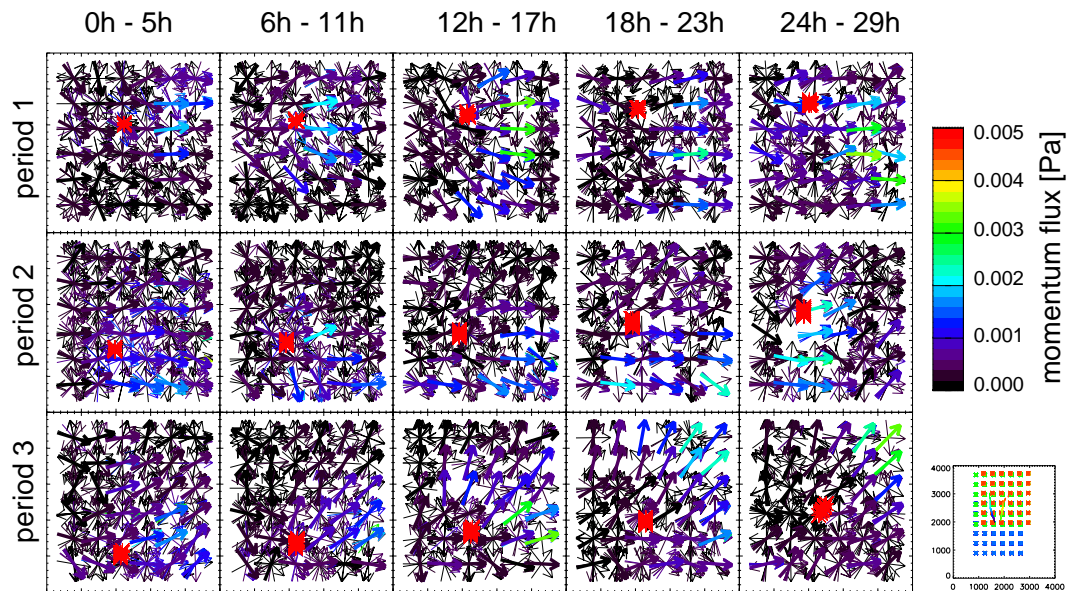 0h - 5h 6h - 11h 12h - 17h 18h - 23h 24h - 29h
period 1
period 2
period 3
0.005
0.004
0.003
0.002
0.001
0.000
momentum flux [Pa]
4000
3000
2000
1000
0
0 1000 2000 3000 4000